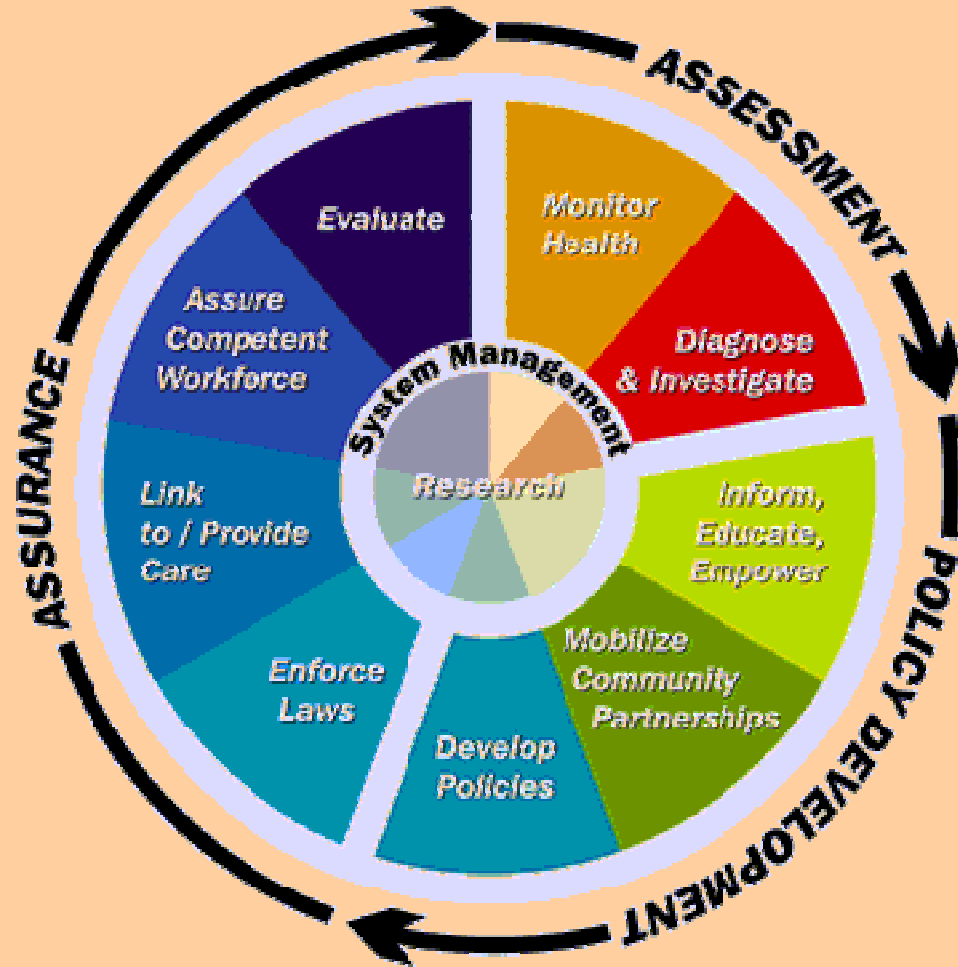 ASSESSMENT
Monitor
Health
Diagnose
& Investigate
POLICY DEVELOPMENT
Inform,
Educate,
Empower
Mobilize
Community
Partnerships
Develop
Policies
ASSURANCE
Enforce
Laws
Link
to / Provide
Care
Assure
Competent
Workforce
Evaluate
System Management
Research